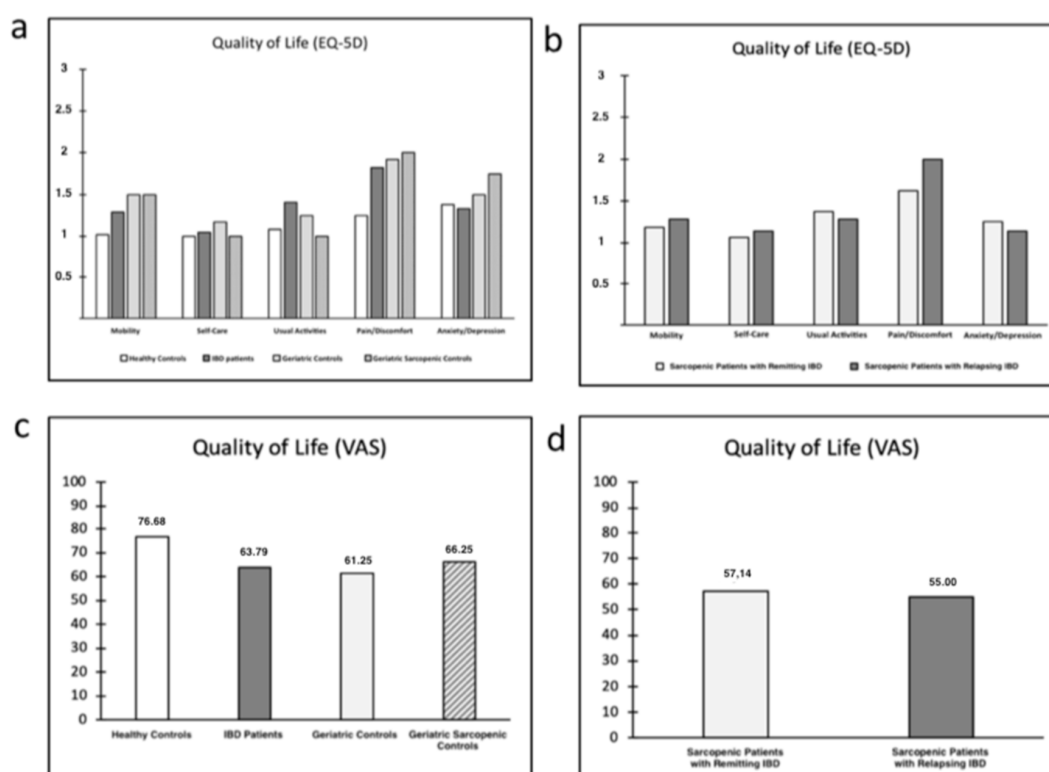 a
Quality of Life (EQ-5D)
3
2.5
2
1.5
1
0.5
Mobility Self-Care Usual Activities Pain/Discomfort Anxiety/Depression
Healthy Controls IBD patients Geriatric Controls Geriatric Sarcopenic Controls
b
Quality of Life (EQ-5D)
3
2.5
2
1.5
1
0.5
Mobility Self-Care Usual Activities Pain/Discomfort Anxiety/Depression
Sarcopenic Patients with Remitting IBD Sarcopenic Patients with Relapsing IBD
c
Quality of Life (VAS)
100
90
80
70
60
50
40
30
20
10
0
76.68
63.79
61.25
66.25
Healthy Controls IBD Patients Geriatric Controls Geriatric Sarcopenic
Controls
d
Quality of Life (VAS)
100
90
80
70
60
50
40
30
20
10
0
57,14
55.00
Sarcopenic Patients Sarcopenic Patients
with Remitting IBD with Relapsing IBD